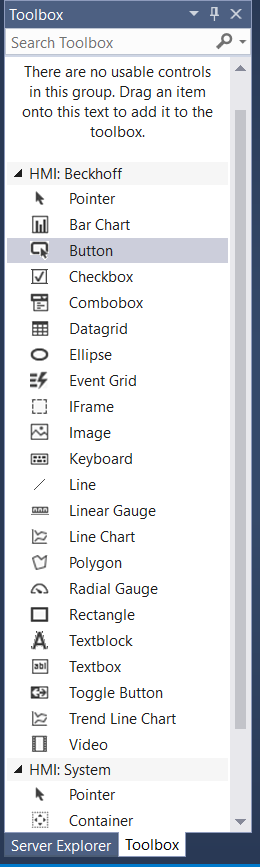 Toolbox
Search Toolbox
There are no usable controls
in this group. Drag an item
onto this text to add it to the
toolbox.
HMI: Beckhoff
Pointer
Bar Chart
Button
Checkbox
Combobox
Datagrid
Ellipse
Event Grid
IFrame
Image
Keyboard
Line
Linear Gauge
Line Chart
Polygon
Radial Gauge
Rectangle
Textblock
Textbox
Toggle Button
Trend Line Chart
Video
HMI: System
Pointer
Container
Server Explorer Toolbox